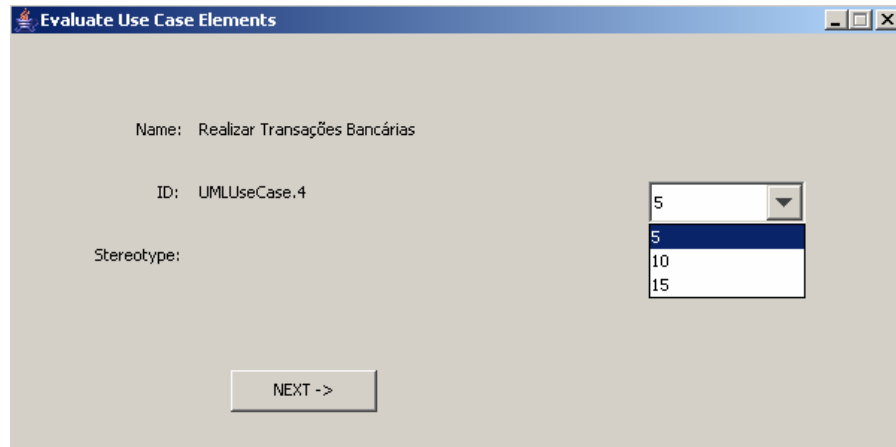 Evaluate Use Case Elements
Name: Realizar Transações Bancárias
ID: UMLUseCase.4
5
5
Stereotype:
10
15
NEXT ->